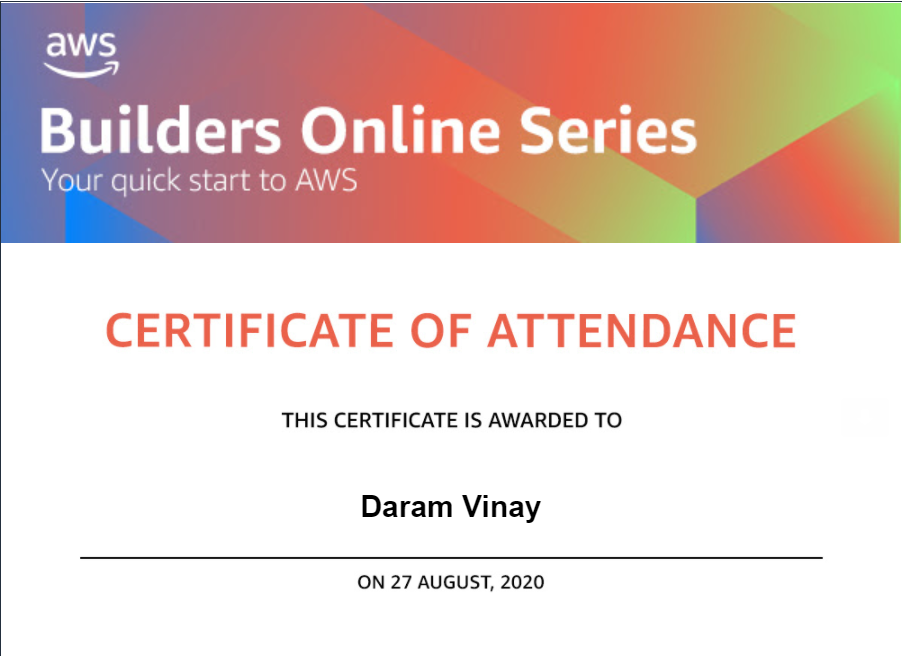 aws
Builders Online Series
Your quick start to AWS
CERTIFICATE OF ATTENDANCE
THIS CERTIFICATE IS AWARDED TO
Daram Vinay
ON 27 AUGUST, 2020